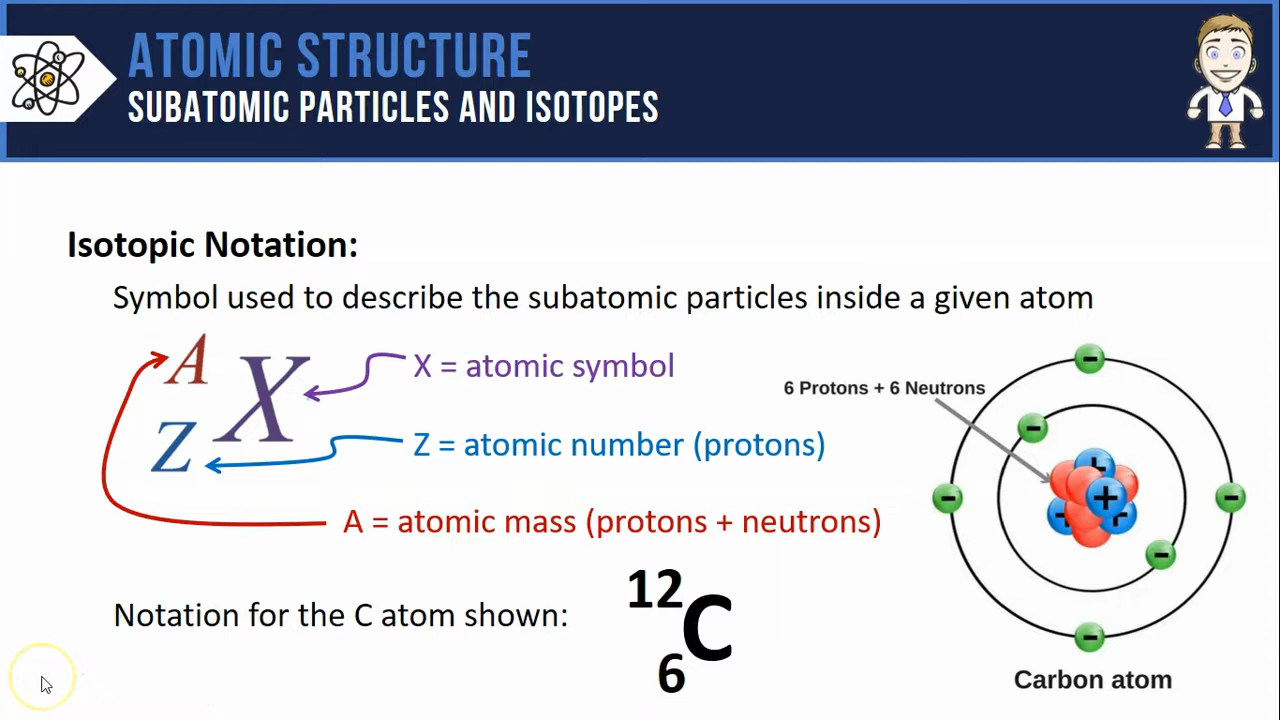 ATOMIC STRUCTURE
SUBATOMIC PARTICLES AND ISOTOPES
Isotopic Notation:
Symbol used to describe the subatomic particles inside a given atom
A
X
Z
X = atomic symbol
Z = atomic number (protons)
A = atomic mass (protons + neutrons)
6 Protons + 6 Neutrons
Notation for the C atom shown:
12
C
6
Carbon atom